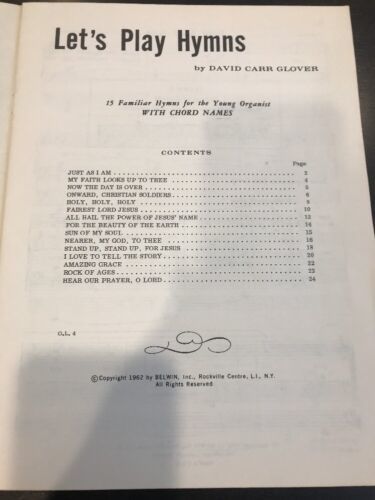 Let's Play Hymns
by DAVID CARR GLOVER
15 Familiar Hymns for the Young Organist
WITH CHORD NAMES
CONTENTS
Page
JUST AS I AM 3
MY FAITH LOOKS UP TO THEE 4
NOW THE DAY IS OVER 5
ONWARD, CHRISTIAN SOLDIERS 6
HOLY, HOLY, HOLY 8
FAIREST LORD JESUS 10
ALL HAIL THE POWER OF JESUS' NAME 12
FOR THE BEAUTY OF THE EARTH 14
SUN OF MY SOUL 15
NEARER, MY GOD, TO THEE 16
STAND UP, STAND UP, FOR JESUS 18
I LOVE TO TELL THE STORY 20
AMAZING GRACE 22
ROCK OF AGES 23
HEAR OUR PRAYER, O LORD 24
O.L. 4
©Copyright 1962 by BELWIN, Inc., Rockville Centre, L.I., N.Y.
All Rights Reserved